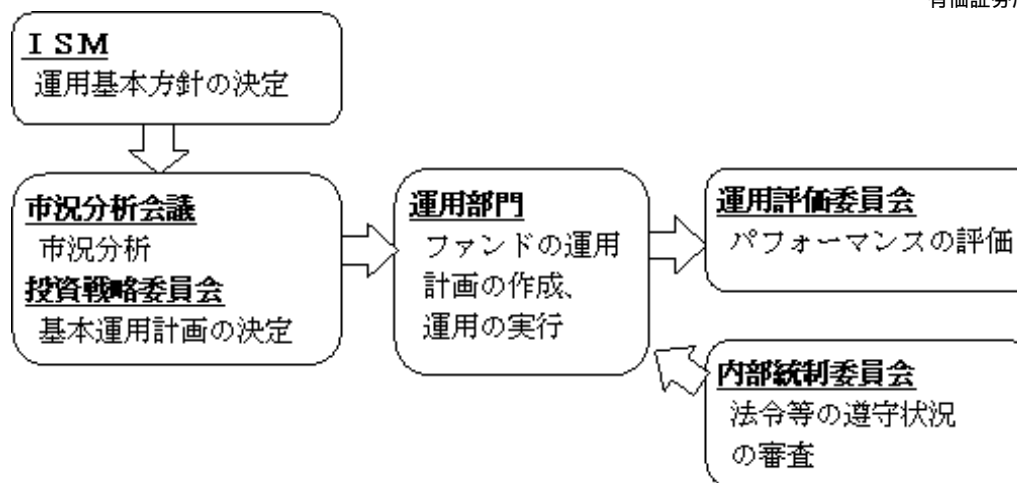 ＩＳＭ
運用基本方針の決定
市況分析会議
市況分析
投資戦略委員会
基本運用計画の決定
運用部門
ファンドの運用
計画の作成、
運用の実行
運用評価委員会
パフォーマンスの評価
内部統制委員会
法令等の遵守状況
の審査